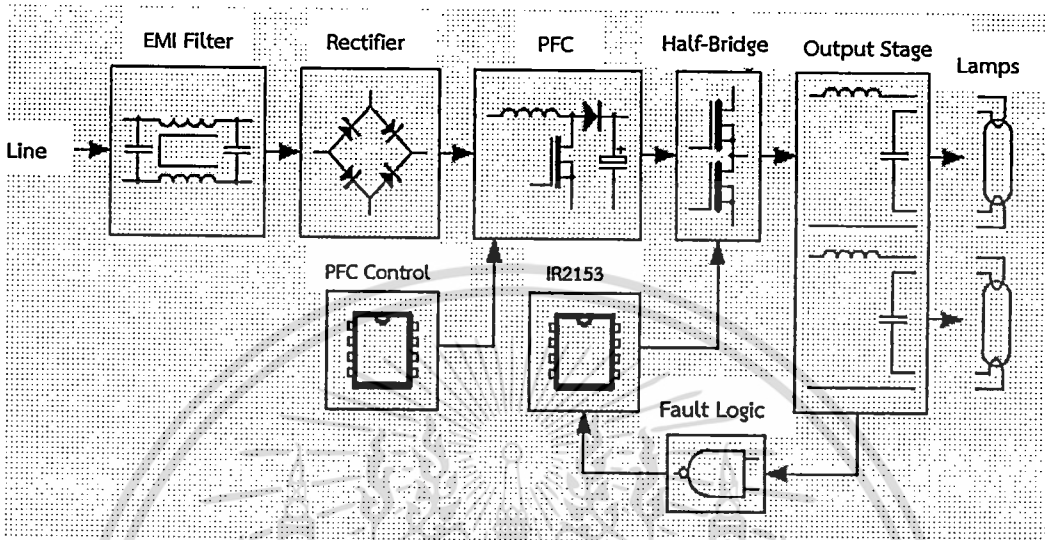 EMI Filter
Rectifier
PFC
Half-Bridge
Output Stage
Lamps
Line
PFC Control
IR2153
+
Fault Logic